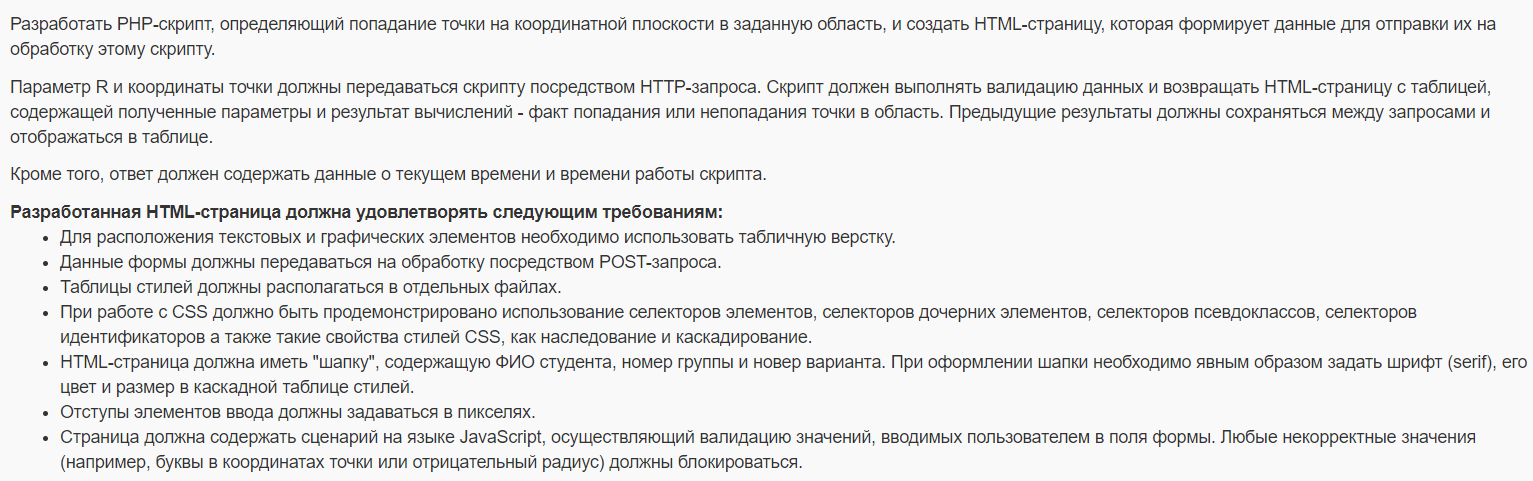 Разработать PHP-скрипт, определяющий попадание точки на координатной плоскости в заданную область, и создать HTML-страницу, которая формирует данные для отправки их на
обработку этому скрипту.
Параметр R и координаты точки должны передаваться скрипту посредством HTTP-запроса. Скрипт должен выполнять валидацию данных и возвращать HTML-страницу с таблицей,
содержащей полученные параметры и результат вычислений - факт попадания или непопадания точки в область. Предыдущие результаты должны сохраняться между запросами и
отображаться в таблице.
Кроме того, ответ должен содержать данные о текущем времени и времени работы скрипта.
Разработанная HTML-страница должна удовлетворять следующим требованиям:
• Для расположения текстовых и графических элементов необходимо использовать табличную верстку.
• Данные формы должны передаваться на обработку посредством POST-запроса.
• Таблицы стилей должны располагаться в отдельных файлах.
• При работе с CSS должно быть продемонстрировано использование селекторов элементов, селекторов дочерних элементов, селекторов псевдоклассов, селекторов
идентификаторов а также такие свойства стилей CSS, как наследование и каскадирование.
• HTML-страница должна иметь "шапку", содержащую ФИО студента, номер группы и новер варианта. При оформлении шапки необходимо явным образом задать шрифт (serif), его
цвет и размер в каскадной таблице стилей.
• Отступы элементов ввода должны задаваться в пикселях.
• Страница должна содержать сценарий на языке JavaScript, осуществляющий валидацию значений, вводимых пользователем в поля формы. Любые некорректные значения
(например, буквы в координатах точки или отрицательный радиус) должны блокироваться.